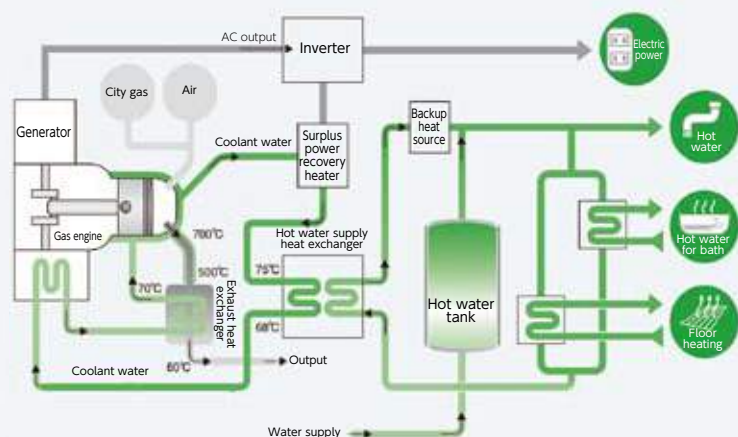 AC output
Inverter
Electric
power
City gas
Air
Generator
Coolant water
Surplus
power
recovery
heater
Backup
heat
source
Hot
water
Gas engine
700℃
500℃
70℃
Hot water supply
heat exchanger
75℃
68℃
Exhaust heat
exchanger
Hot water
tank
Hot water
for bath
Floor
heating
60℃
Output
Coolant water
Water supply